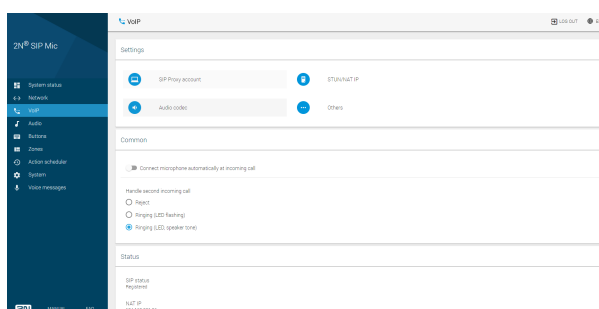 VoIP
LOG OUT
2N® SIP Mic
System status
Network
VoIP
Audio
Buttons
Zones
Action scheduler
System
Voice messages
Settings
SIP Proxy account
STUN/NAT IP
Audio codec
Others
Common
Connect microphone automatically at incoming call
Handle second incoming call
Reject
Ringing (LED flashing)
Ringing (LED, speaker tone)
Status
SIP status
Registered
NAT IP